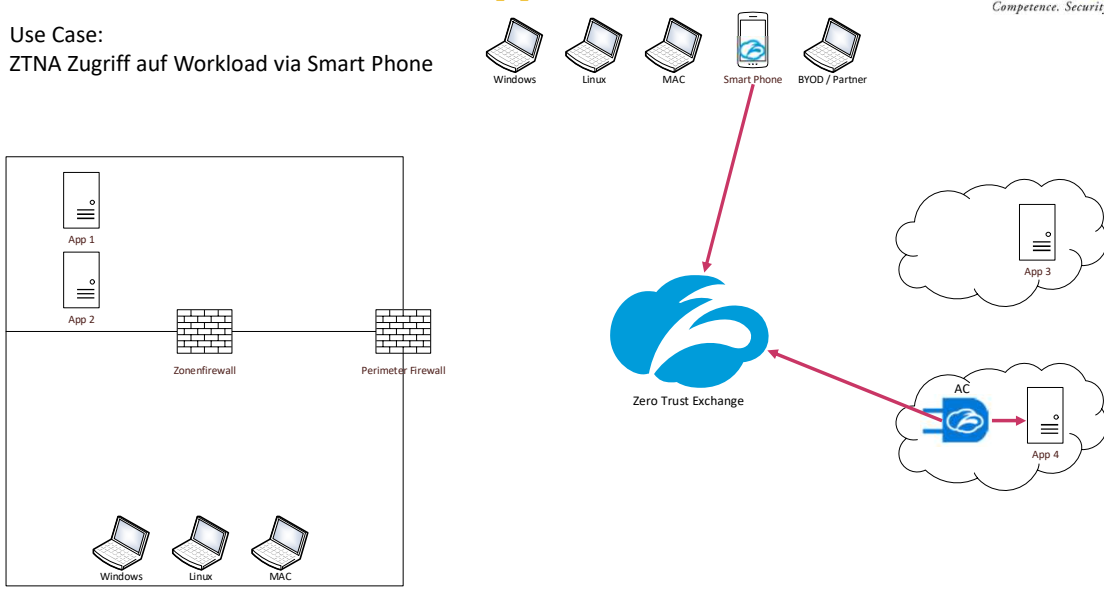 Competence. Security
Use Case:
ZTNA Zugriff auf Workload via Smart Phone
Windows
Linux
MAC
Smart Phone
BYOD / Partner
App 1
App 2
Zonenfirewall
Perimeter Firewall
Zero Trust Exchange
App 3
AC
App 4
Windows
Linux
MAC